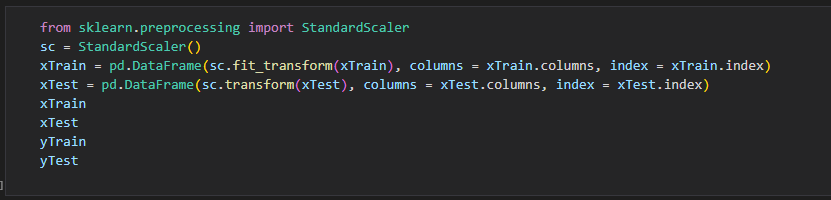 from sklearn.preprocessing import StandardScaler
sc = StandardScaler()
xTrain = pd.DataFrame(sc.fit_transform(xTrain), columns = xTrain.columns, index = xTrain.index)
xTest = pd.DataFrame(sc.transform(xTest), columns = xTest.columns, index = xTest.index)
xTrain
xTest
yTrain
yTest
]